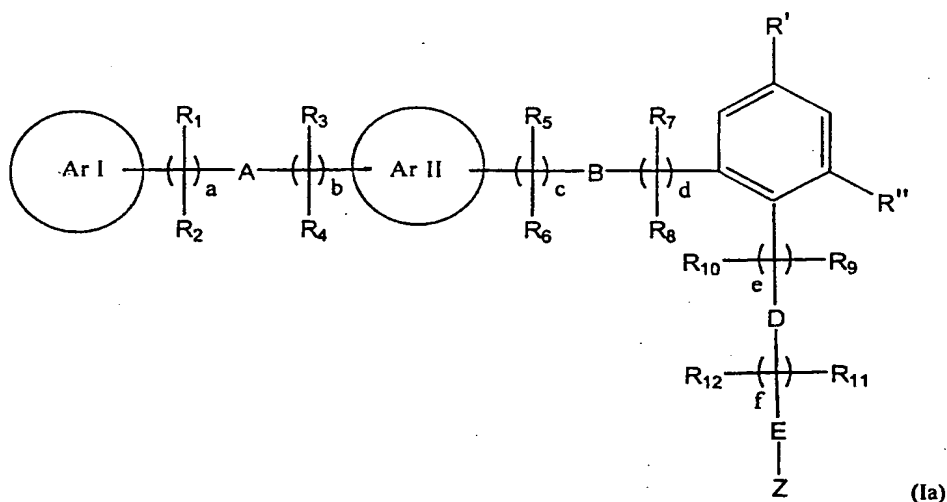 R'
R₁ R₃ R₅ R₇
Ar I ( ) a A ( ) b Ar II ( ) c B ( ) d
R₂ R₄ R₆ R₈ R"
R₁₀ ( ) e R₉
D
R₁₂ ( ) f R₁₁
E
Z
(Ia)